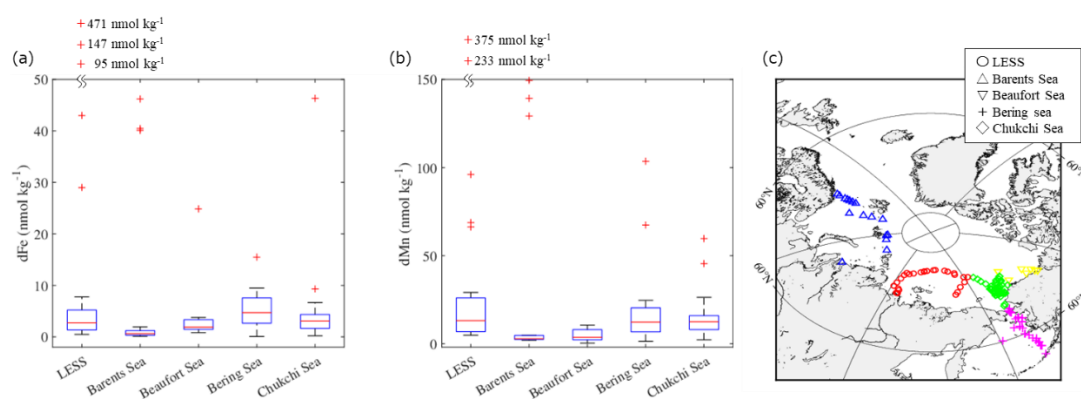 471 nmol kg-1
147 nmol kg-1
95 nmol kg-1
(a)
50
40
30
20
10
0
dFe (nmol kg-1)
LESS
Barents Sea
Beaufort Sea
Bering Sea
Chukchi Sea
375 nmol kg-1
233 nmol kg-1
(b)
150
100
50
0
dMn (nmol kg-1)
LESS
Barents Sea
Beaufort Sea
Bering Sea
Chukchi Sea
(c)
LESS
Barents Sea
Beaufort Sea
Bering sea
Chukchi Sea
60°N
60°N
60°N
60°N